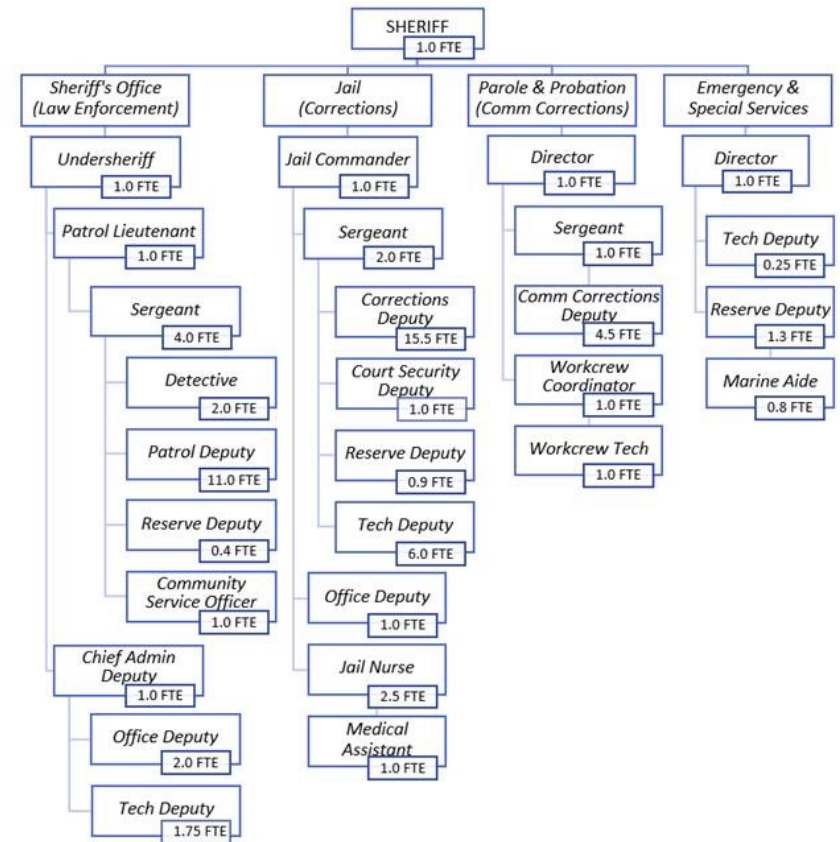 SHERIFF
1.0 FTE
Sheriff's Office
(Law Enforcement)
Undersheriff
1.0 FTE
Patrol Lieutenant
1.0 FTE
Sergeant
4.0 FTE
Detective
2.0 FTE
Patrol Deputy
11.0 FTE
Reserve Deputy
0.4 FTE
Community
Service Officer
1.0 FTE
Chief Admin
Deputy
1.0 FTE
Office Deputy
2.0 FTE
Tech Deputy
1.75 FTE
Jail
(Corrections)
Jail Commander
1.0 FTE
Sergeant
2.0 FTE
Corrections
Deputy
15.5 FTE
Court Security
Deputy
1.0 FTE
Reserve Deputy
0.9 FTE
Tech Deputy
6.0 FTE
Office Deputy
1.0 FTE
Jail Nurse
2.5 FTE
Medical
Assistant
1.0 FTE
Parole & Probation
(Comm Corrections)
Director
1.0 FTE
Sergeant
1.0 FTE
Comm Corrections
Deputy
4.5 FTE
Workcrew
Coordinator
1.0 FTE
Workcrew Tech
1.0 FTE
Emergency &
Special Services
Director
1.0 FTE
Tech Deputy
0.25 FTE
Reserve Deputy
1.3 FTE
Marine Aide
0.8 FTE